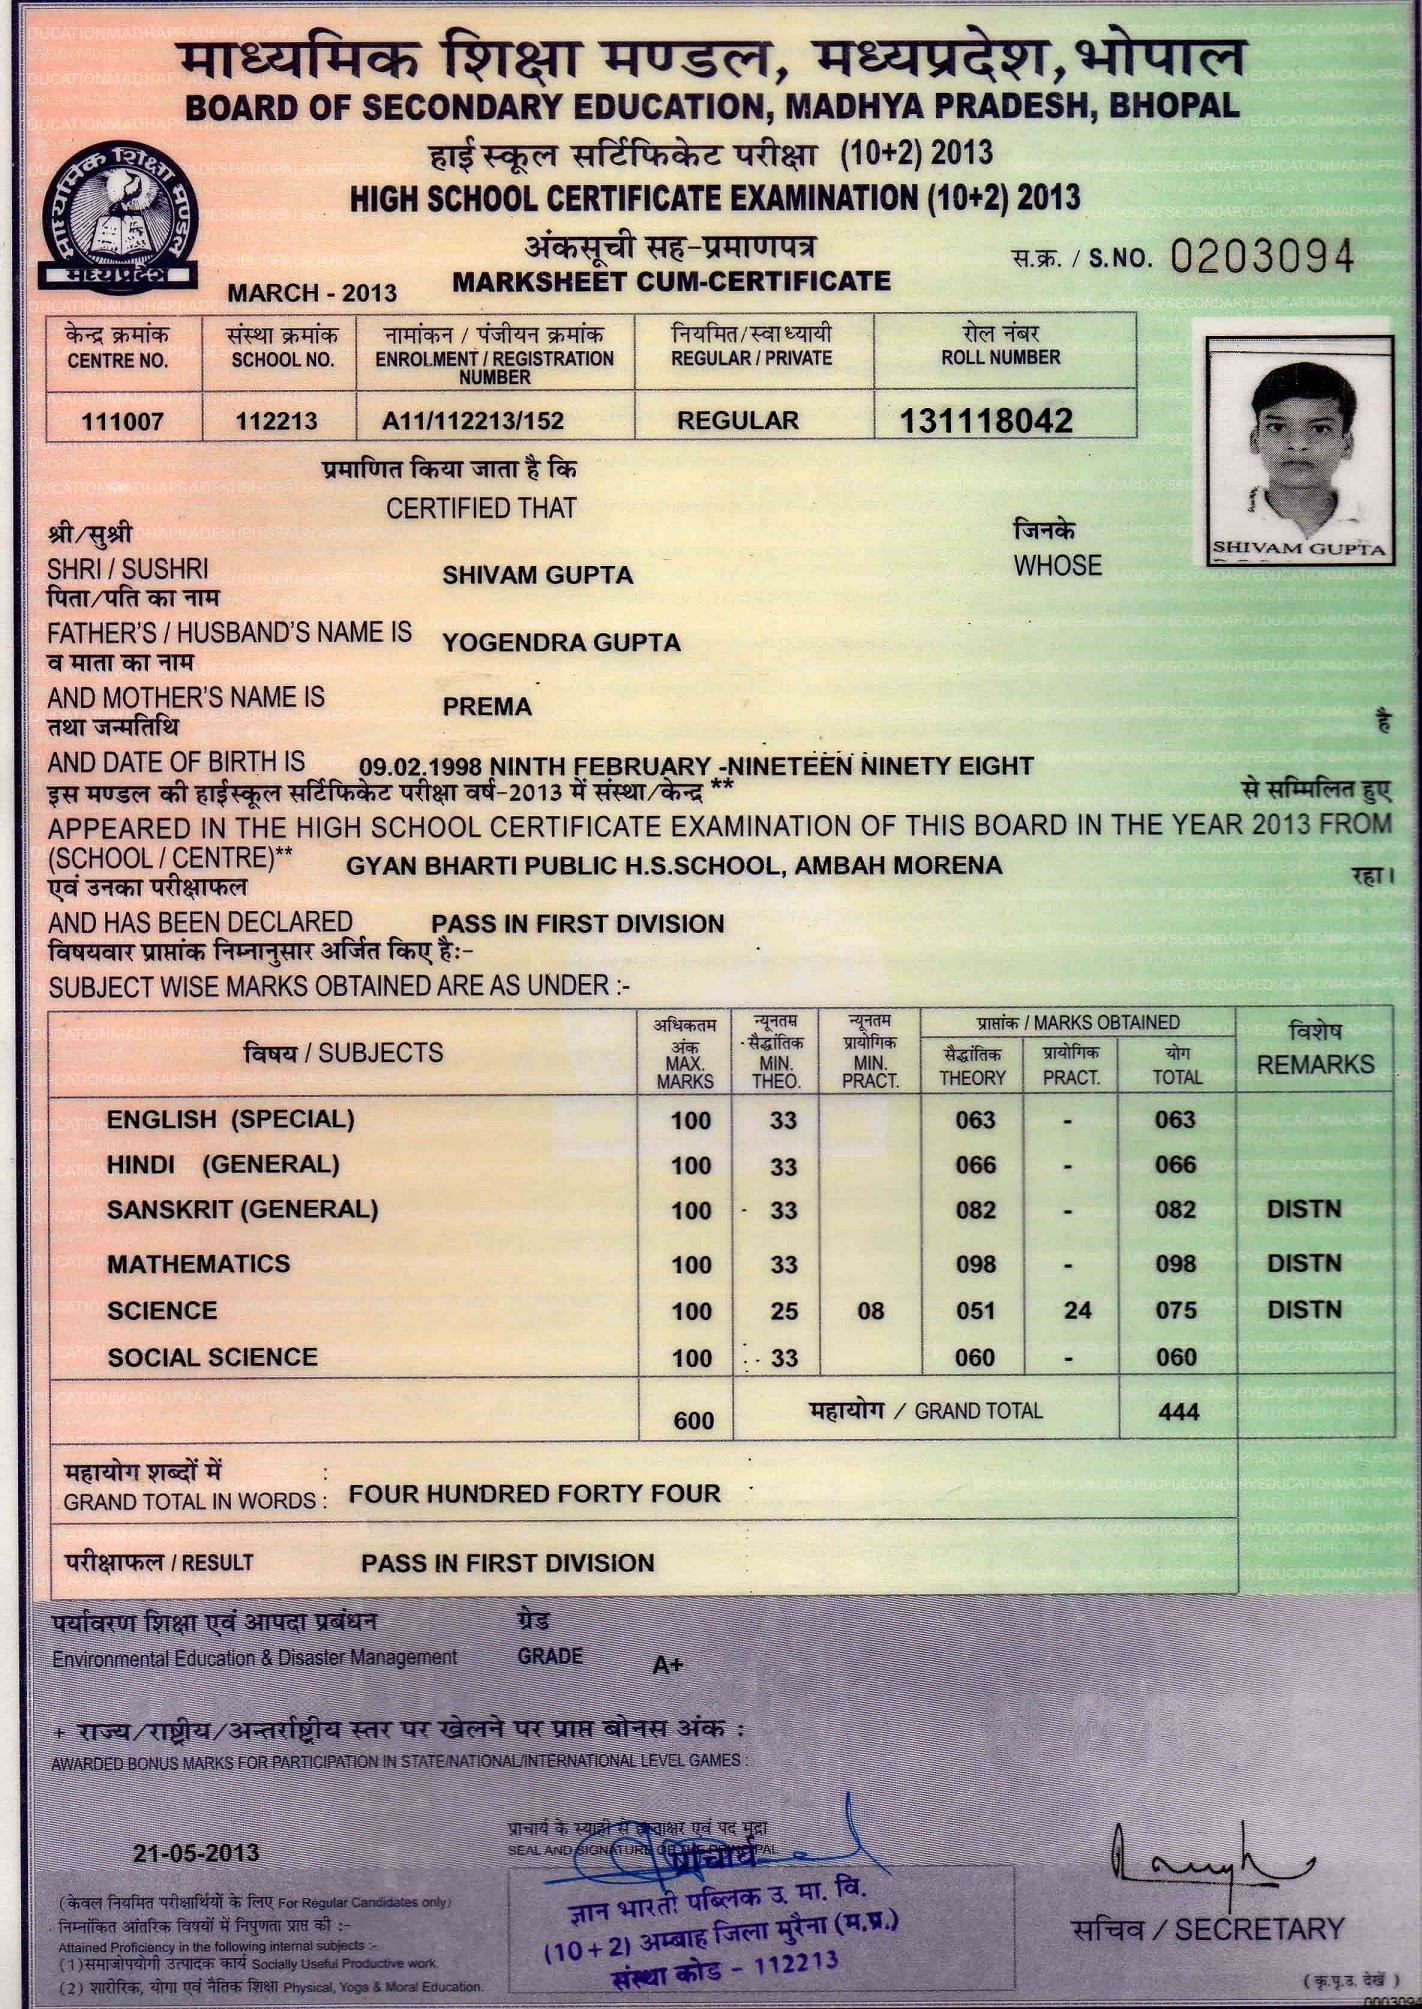 माध्यमिक शिक्षा मण्डल, मध्यप्रदेश, भोपाल
BOARD OF SECONDARY EDUCATION, MADHYA PRADESH, BHOPAL
हाई स्कूल सर्टिफिकेट परीक्षा (10+2) 2013
HIGH SCHOOL CERTIFICATE EXAMINATION (10+2) 2013
माध्यमिक शिक्षा मण्डल
मध्यप्रदेश
अंकसूची सह-प्रमाणपत्र
स.क्र. / S.NO. 0203094
MARCH - 2013 MARKSHEET CUM-CERTIFICATE
केन्द्र क्रमांक संस्था क्रमांक नामांकन / पंजीयन क्रमांक नियमित/स्वाध्यायी रोल नंबर
CENTRE NO. SCHOOL NO. ENROLMENT / REGISTRATION NUMBER REGULAR / PRIVATE ROLL NUMBER
111007 112213 A11/112213/152 REGULAR 131118042
SHIVAM GUPTA
प्रमाणित किया जाता है कि
CERTIFIED THAT
श्री/सुश्री जिनके
SHRI / SUSHRI SHIVAM GUPTA WHOSE
पिता/पति का नाम
FATHER'S / HUSBAND'S NAME IS YOGENDRA GUPTA
व माता का नाम
AND MOTHER'S NAME IS PREMA
तथा जन्मतिथि है
AND DATE OF BIRTH IS 09.02.1998 NINTH FEBRUARY -NINETEEN NINETY EIGHT
इस मण्डल की हाईस्कूल सर्टिफिकेट परीक्षा वर्ष-2013 में संस्था/केन्द्र ** से सम्मिलित हुए
APPEARED IN THE HIGH SCHOOL CERTIFICATE EXAMINATION OF THIS BOARD IN THE YEAR 2013 FROM
(SCHOOL / CENTRE)** GYAN BHARTI PUBLIC H.S.SCHOOL, AMBAH MORENA
एवं उनका परीक्षाफल रहा।
AND HAS BEEN DECLARED PASS IN FIRST DIVISION
विषयवार प्राप्तांक निम्नानुसार अर्जित किए है:-
SUBJECT WISE MARKS OBTAINED ARE AS UNDER :-
विषय / SUBJECTS अधिकतम अंक MAX. MARKS न्यूनतम सैद्धांतिक MIN. THEO. न्यूनतम प्रायोगिक MIN. PRACT. प्राप्तांक / MARKS OBTAINED विशेष REMARKS
सैद्धांतिक THEORY प्रायोगिक PRACT. योग TOTAL
ENGLISH (SPECIAL) 100 33 063 - 063
HINDI (GENERAL) 100 33 066 - 066
SANSKRIT (GENERAL) 100 33 082 - 082 DISTN
MATHEMATICS 100 33 098 - 098 DISTN
SCIENCE 100 25 08 051 24 075 DISTN
SOCIAL SCIENCE 100 33 060 - 060
600 महायोग / GRAND TOTAL 444
महायोग शब्दों में :
GRAND TOTAL IN WORDS : FOUR HUNDRED FORTY FOUR
परीक्षाफल / RESULT PASS IN FIRST DIVISION
पर्यावरण शिक्षा एवं आपदा प्रबंधन ग्रेड
Environmental Education & Disaster Management GRADE A+
+ राज्य/राष्ट्रीय/अन्तर्राष्ट्रीय स्तर पर खेलने पर प्राप्त बोनस अंक :
AWARDED BONUS MARKS FOR PARTICIPATION IN STATE/NATIONAL/INTERNATIONAL LEVEL GAMES :
प्राचार्य के स्याही से हस्ताक्षर एवं पद मुद्रा
21-05-2013 SEAL AND SIGNATURE OF THE PRINCIPAL
प्राचार्य
ज्ञान भारती पब्लिक उ. मा. वि.
(10+2) अम्बाह जिला मुरैना (म.प्र.)
संस्था कोड - 112213
सचिव / SECRETARY
(केवल नियमित परीक्षार्थियों के लिए For Regular Candidates only)
निम्नांकित आंतरिक विषयों में निपुणता प्राप्त की :-
Attained Proficiency in the following internal subjects :-
(1)समाजोपयोगी उत्पादक कार्य Socially Useful Productive work.
(2) शारीरिक, योगा एवं नैतिक शिक्षा Physical, Yoga & Moral Education.
(कृ.पृ.उ. देखें )